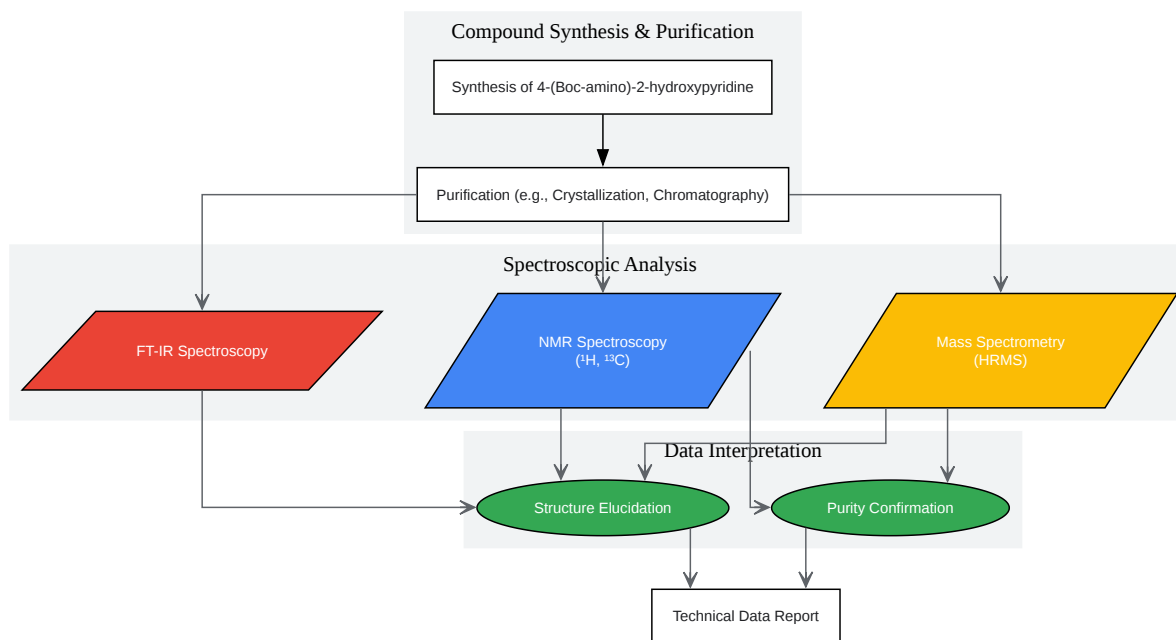 Compound Synthesis & Purification
Synthesis of 4-(Boc-amino)-2-hydroxypyridine
Purification (e.g., Crystallization, Chromatography)
Spectroscopic Analysis
FT-IR Spectroscopy
NMR Spectroscopy
(¹H, ¹³C)
Mass Spectrometry
(HRMS)
Data Interpretation
Structure Elucidation
Purity Confirmation
Technical Data Report